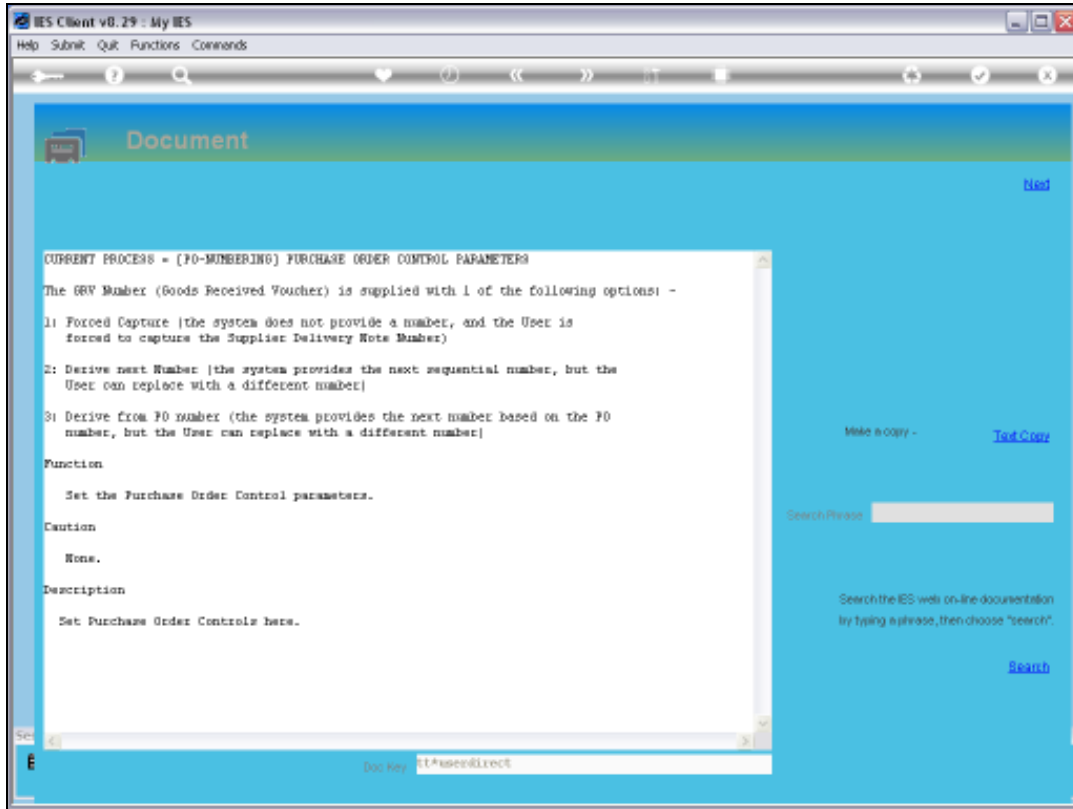 IES Client v8.29 : My IES
Help Submit Quit Functions Commands
Document
Next
CURRENT PROCESS = [PO-NUMBERING] PURCHASE ORDER CONTROL PARAMETERS
The GRV Number (Goods Received Voucher) is supplied with 1 of the following options: -
1: Forced Capture (the system does not provide a number, and the User is
forced to capture the Supplier Delivery Note Number)
2: Derive next Number (the system provides the next sequential number, but the
User can replace with a different number)
3: Derive from PO number (the system provides the next number based on the PO
number, but the User can replace with a different number)
Function
Set the Purchase Order Control parameters.
Caution
None.
Description
Set Purchase Order Controls here.
Make a copy -
Text Copy
Search Phrase
Search the IES web on-line documentation
by typing a phrase, then choose "search".
Search
Doc Key tt*userdirect